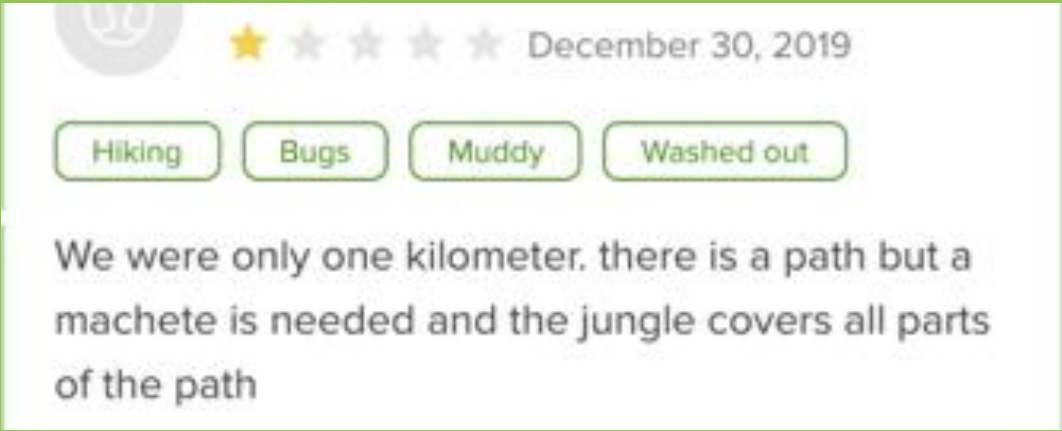 December 30, 2019
Hiking Bugs Muddy Washed out
We were only one kilometer. there is a path but a
machete is needed and the jungle covers all parts
of the path